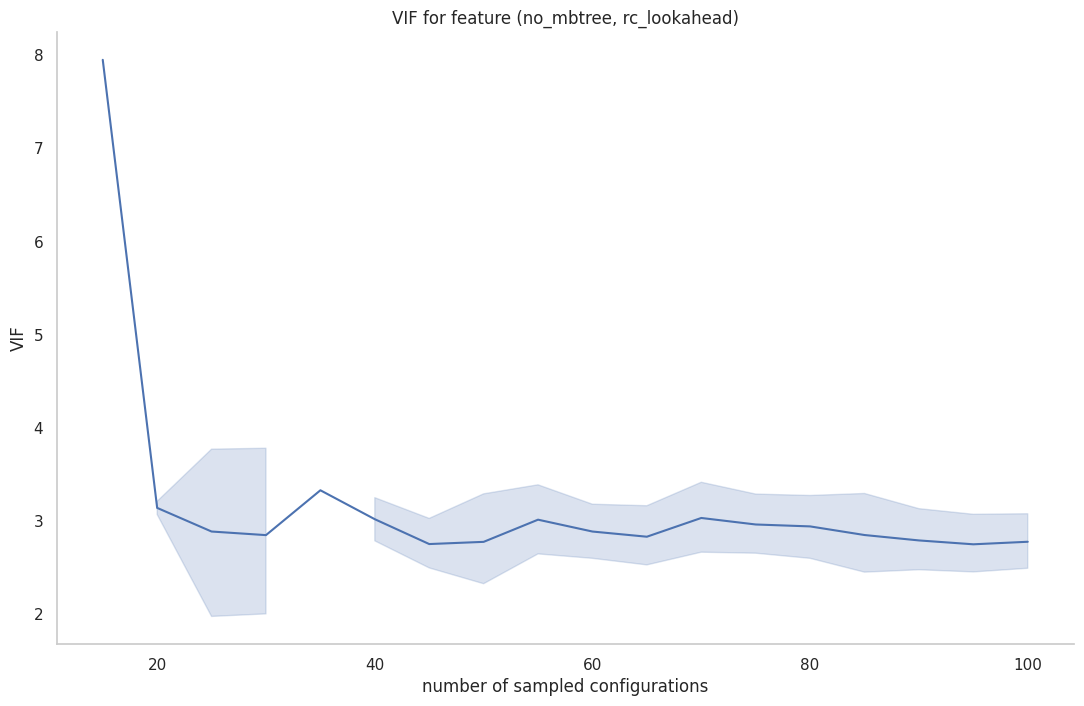 VIF for feature (no_mbtree, rc_lookahead)
8
7
6
5
4
3
2
VIF
20 40 60 80 100
number of sampled configurations